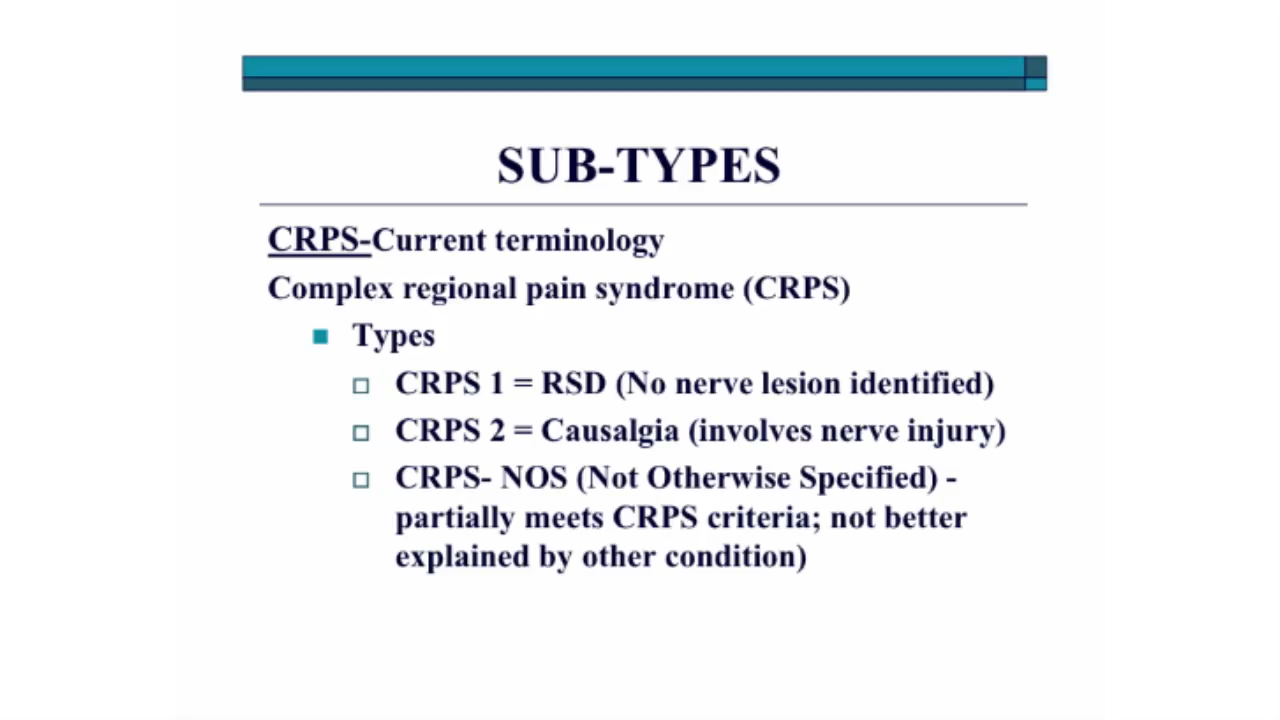 SUB-TYPES
CRPS-Current terminology
Complex regional pain syndrome (CRPS)
Types
CRPS 1 = RSD (No nerve lesion identified)
CRPS 2 = Causalgia (involves nerve injury)
CRPS- NOS (Not Otherwise Specified) -
partially meets CRPS criteria; not better
explained by other condition)